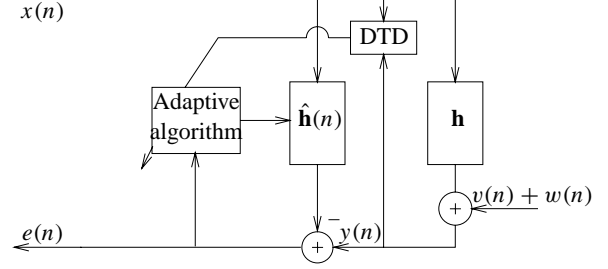 x(n)
DTD
Adaptive
algorithm
ĥ(n)
h
v(n) + w(n)
+
−
y(n)
e(n)
+